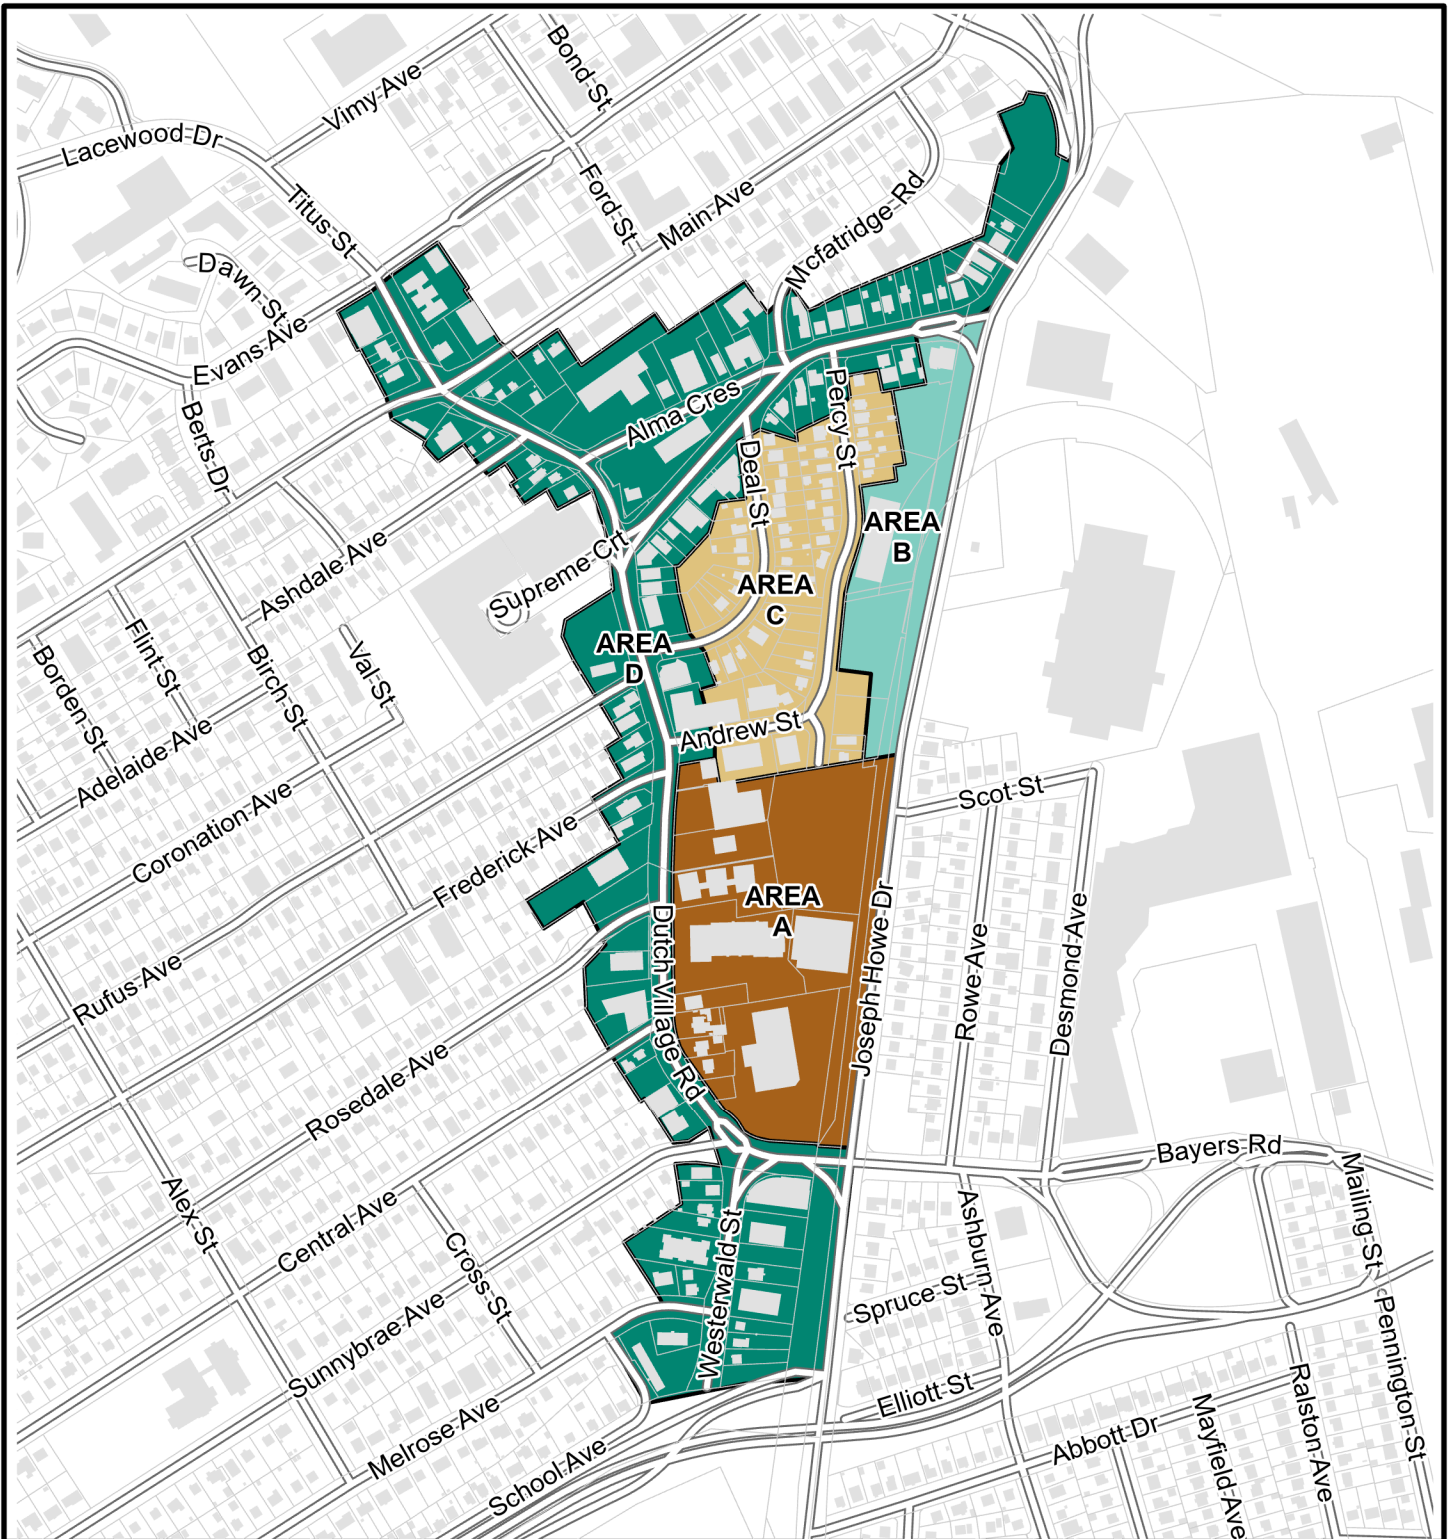 Bond St
Vimy Ave
Lacewood Dr
Ford St
Titus St
Main Ave
Mcfatridge Rd
Dawn St
Evans Ave
Berts Dr
Alma Cres
Percy St
Deal St
AREA
B
Supreme Crt
Ashdale Ave
AREA
C
Flint St
Borden St
Birch St
Val St
AREA
D
Adelaide Ave
Andrew St
Coronation Ave
Scot St
Frederick Ave
AREA
A
Dutch Village Rd
Joseph Howe Dr
Rowe Ave
Desmond Ave
Rufus Ave
Rosedale Ave
Bayers Rd
Mailing St
Alex St
Central Ave
Cross St
Westerwald St
Ashburn Ave
Spruce St
Sunnybrae Ave
Pennington St
Elliott St
Ralston Ave
Mayfield Ave
Melrose Ave
Abbott Dr
School Ave